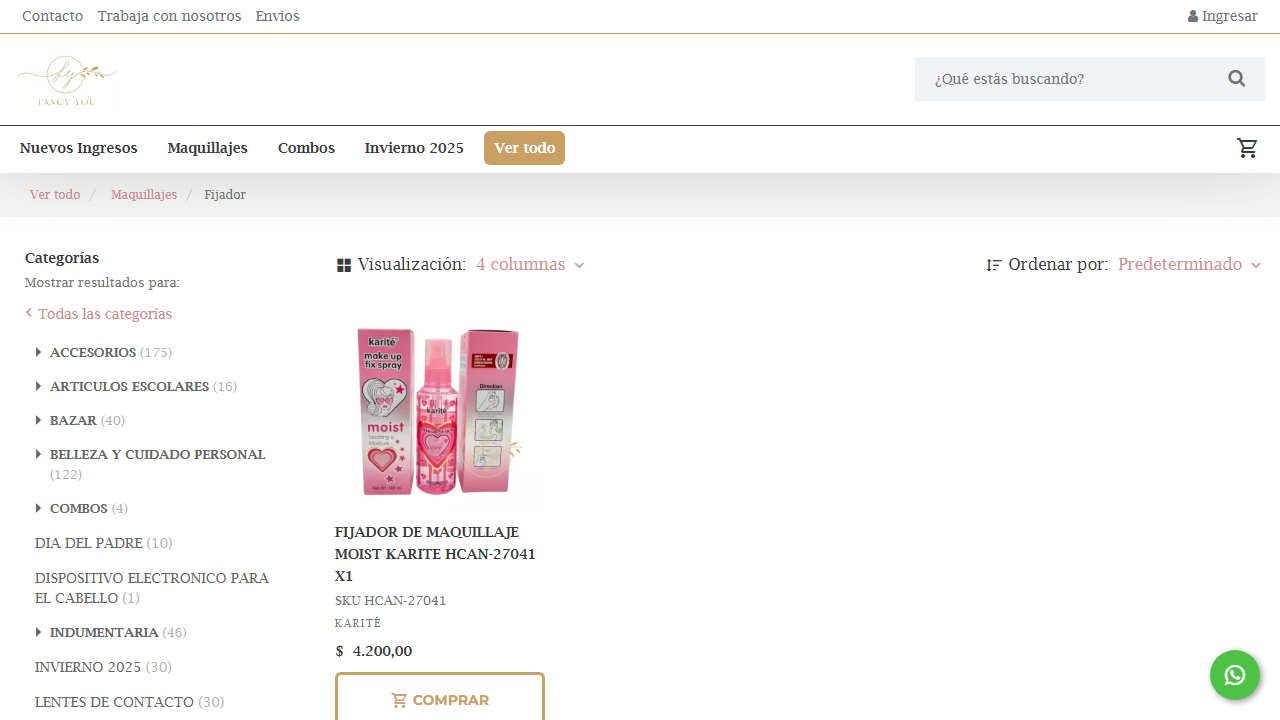 Contacto Trabaja con nosotros Envios Ingresar
fy
FANCY YOU
¿Qué estás buscando?
Nuevos Ingresos Maquillajes Combos Invierno 2025 Ver todo
Ver todo / Maquillajes / Fijador
Categorías
Mostrar resultados para:
Todas las categorías
ACCESORIOS (175)
ARTICULOS ESCOLARES (16)
BAZAR (40)
BELLEZA Y CUIDADO PERSONAL
(122)
COMBOS (4)
DIA DEL PADRE (10)
DISPOSITIVO ELECTRONICO PARA
EL CABELLO (1)
INDUMENTARIA (46)
INVIERNO 2025 (30)
LENTES DE CONTACTO (30)
Visualización: 4 columnas
Ordenar por: Predeterminado
karité
make up
fix spray
moist
Soothing &
Moisture
karité
Direction
FIJADOR DE MAQUILLAJE
MOIST KARITE HCAN-27041
X1
SKU HCAN-27041
KARITÉ
$ 4.200,00
COMPRAR